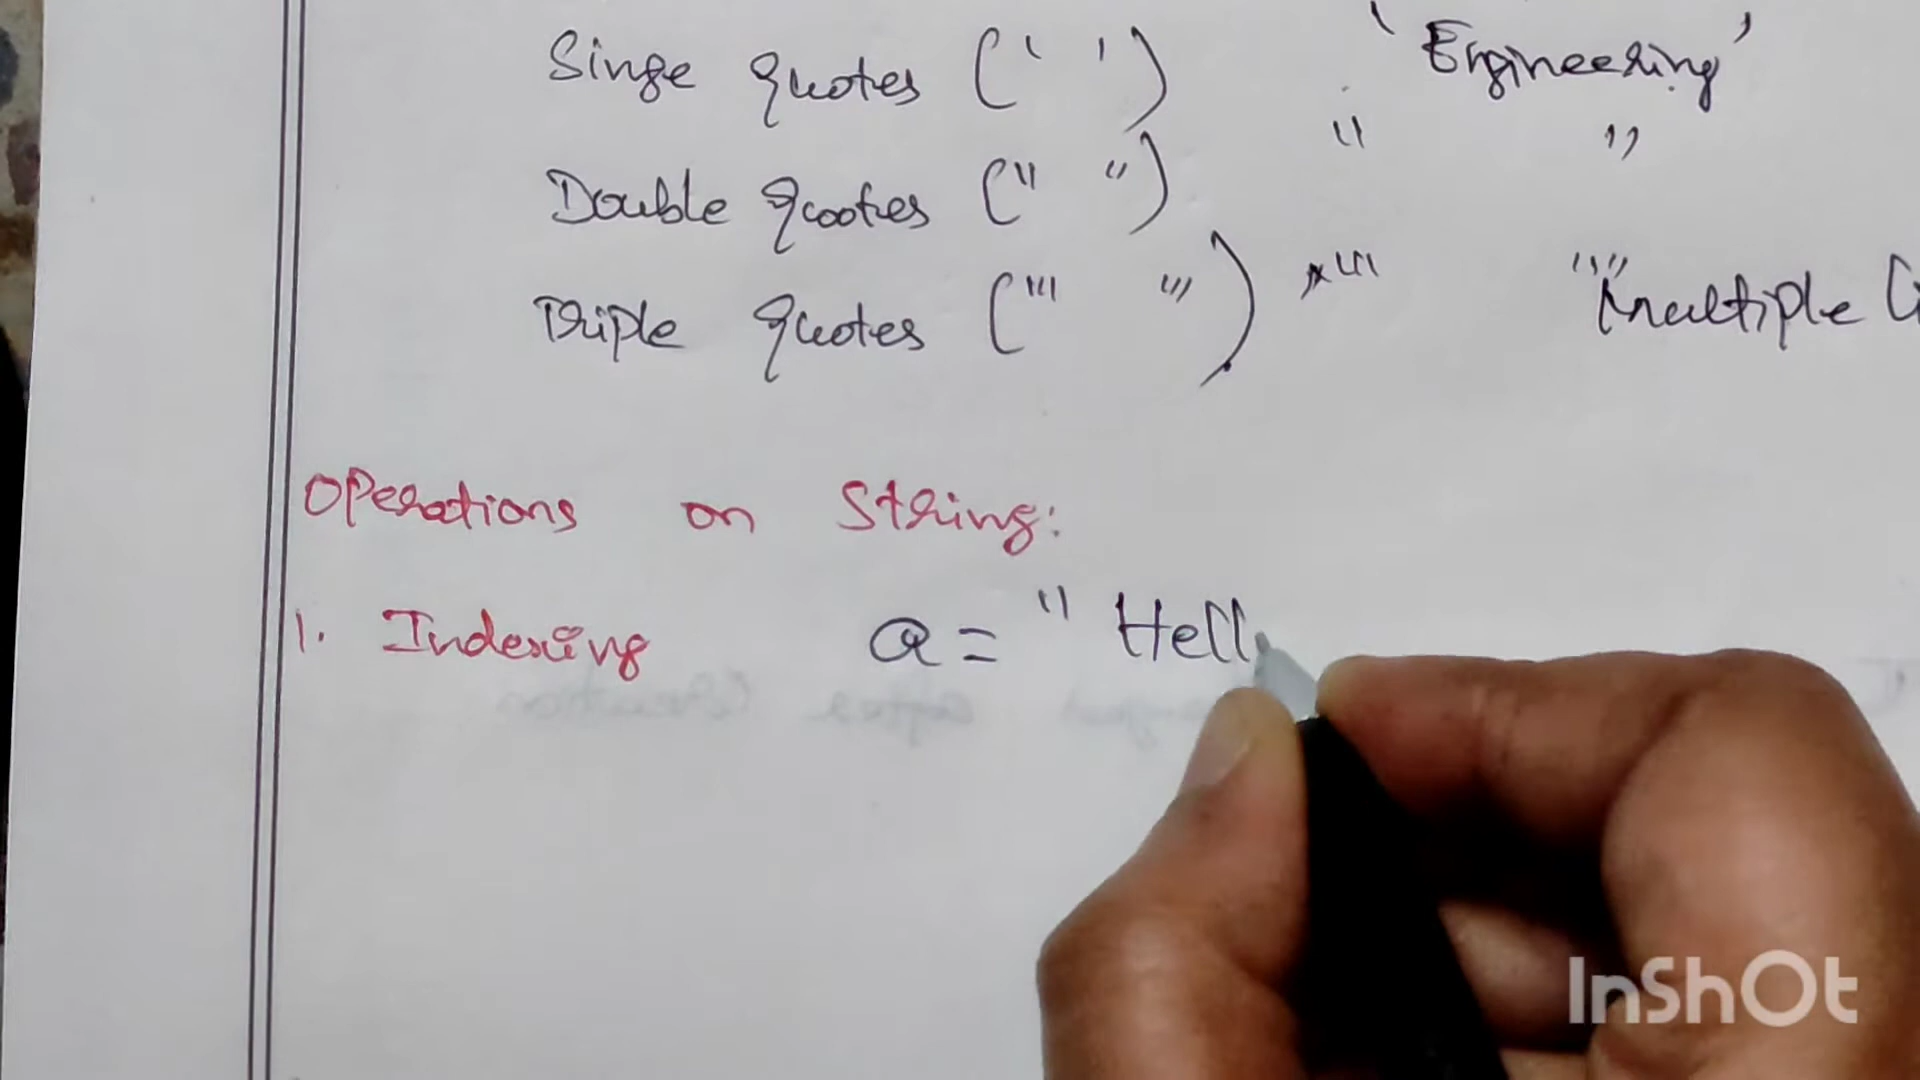 Singe Quotes (' ') 'Engineering'
Double Quotes (" ") " "
Triple Quotes (''' ''') ''' ''' multiple
Operations on String:
1. Indexing a = " Hell
InShOt